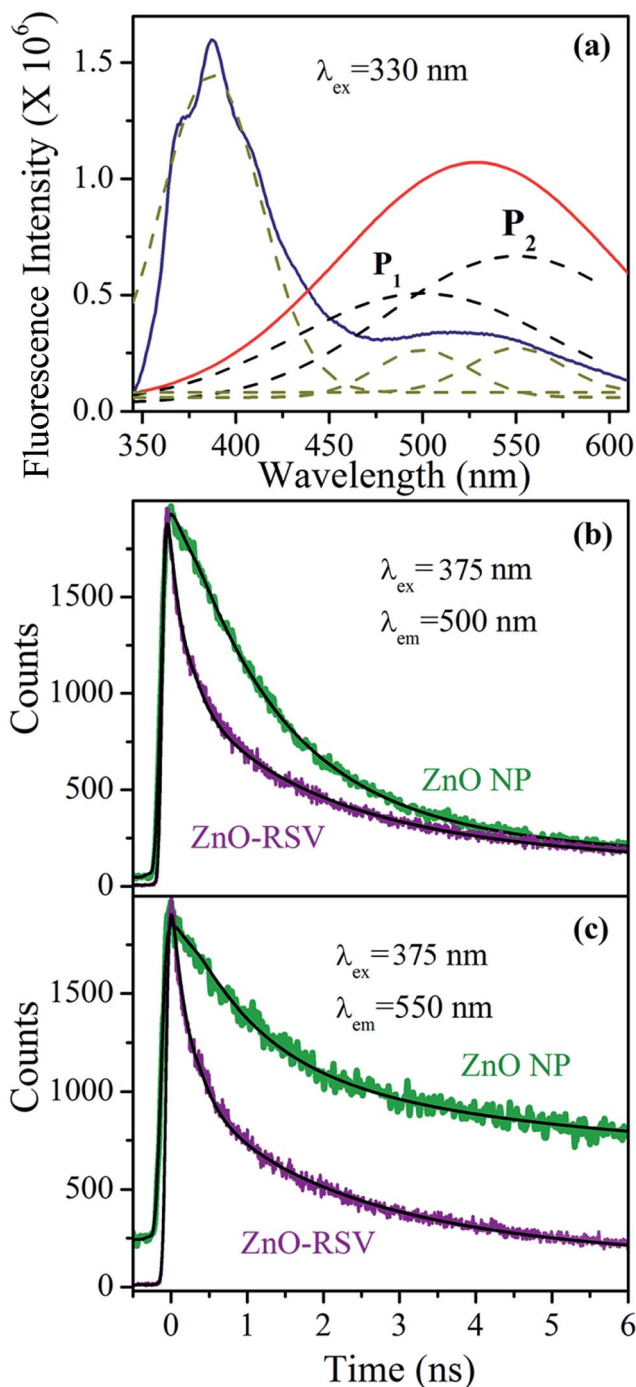 (a)
λex=330 nm
Fluorescence Intensity (X 10⁶)
1.5
1.0
0.5
0.0
P₁
P₂
345 400 450 500 550 600
Wavelength (nm)
(b)
λex=375 nm
λem=500 nm
Counts
1500
1000
500
0
ZnO NP
ZnO-RSV
(c)
λex=375 nm
λem=550 nm
Counts
1500
1000
500
0
ZnO NP
ZnO-RSV
0 1 2 3 4 5 6
Time (ns)